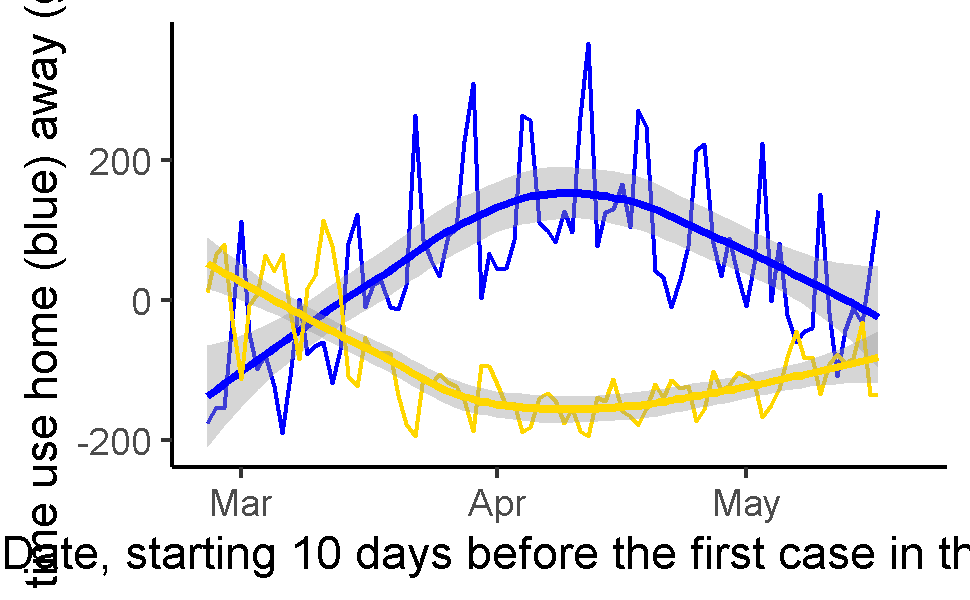 time use home (blue) away (
200
0
-200
Mar Apr May
Date, starting 10 days before the first case in th